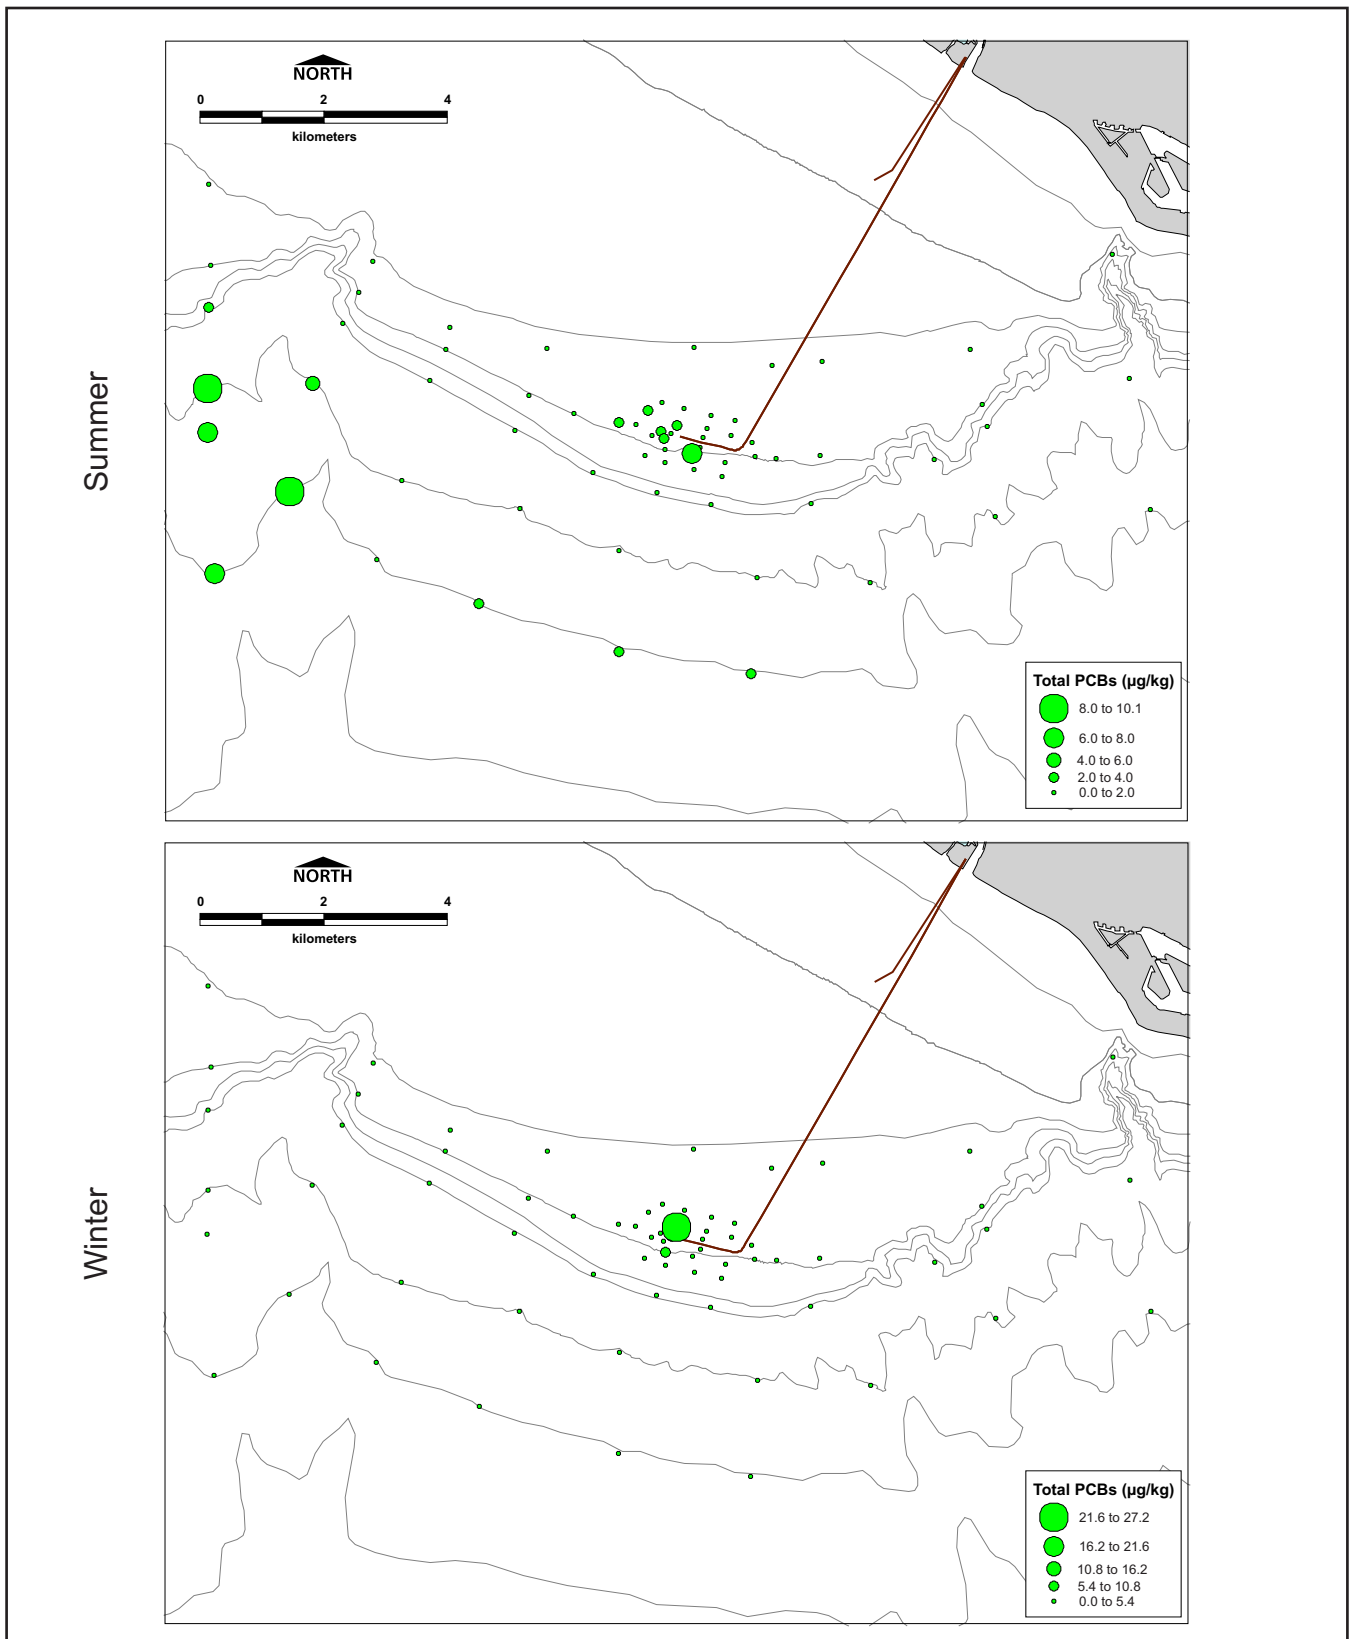 Summer
NORTH
0 2 4
kilometers
Total PCBs (µg/kg)
8.0 to 10.1
6.0 to 8.0
4.0 to 6.0
2.0 to 4.0
0.0 to 2.0
Winter
NORTH
0 2 4
kilometers
Total PCBs (µg/kg)
21.6 to 27.2
16.2 to 21.6
10.8 to 16.2
5.4 to 10.8
0.0 to 5.4